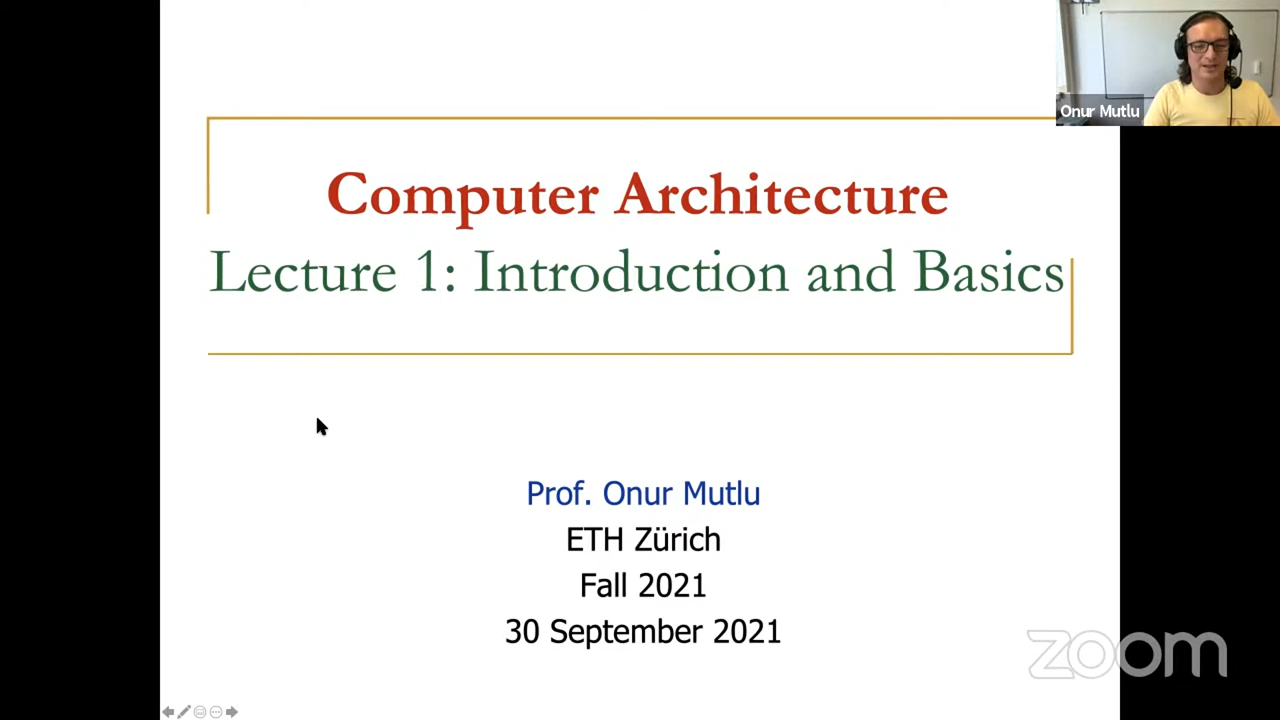 Onur Mutlu
Computer Architecture
Lecture 1: Introduction and Basics
Prof. Onur Mutlu
ETH Zürich
Fall 2021
30 September 2021
zoom